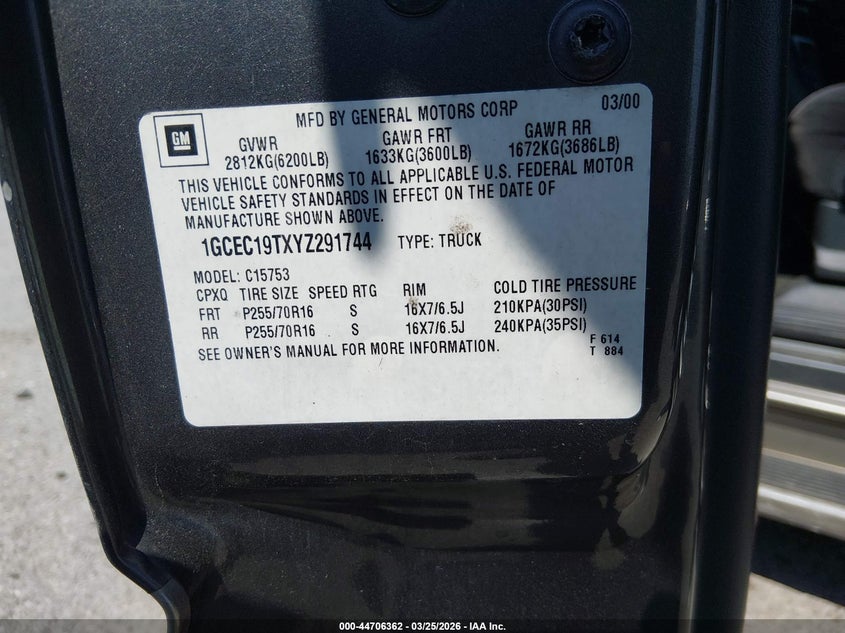 MFD BY GENERAL MOTORS CORP 03/00
GM
GVWR GAWR FRT GAWR RR
2812KG(6200LB) 1633KG(3600LB) 1672KG(3686LB)
THIS VEHICLE CONFORMS TO ALL APPLICABLE U.S. FEDERAL MOTOR
VEHICLE SAFETY STANDARDS IN EFFECT ON THE DATE OF
MANUFACTURE SHOWN ABOVE.
1GCEC19TXYZ291744 TYPE: TRUCK
MODEL: C15753
CPXQ TIRE SIZE SPEED RTG RIM COLD TIRE PRESSURE
FRT P255/70R16 S 16X7/6.5J 210KPA(30PSI)
RR P255/70R16 S 16X7/6.5J 240KPA(35PSI)
SEE OWNER'S MANUAL FOR MORE INFORMATION.
F 614
T 884
000-44706362 | 03/25/2026 | IAA Inc.